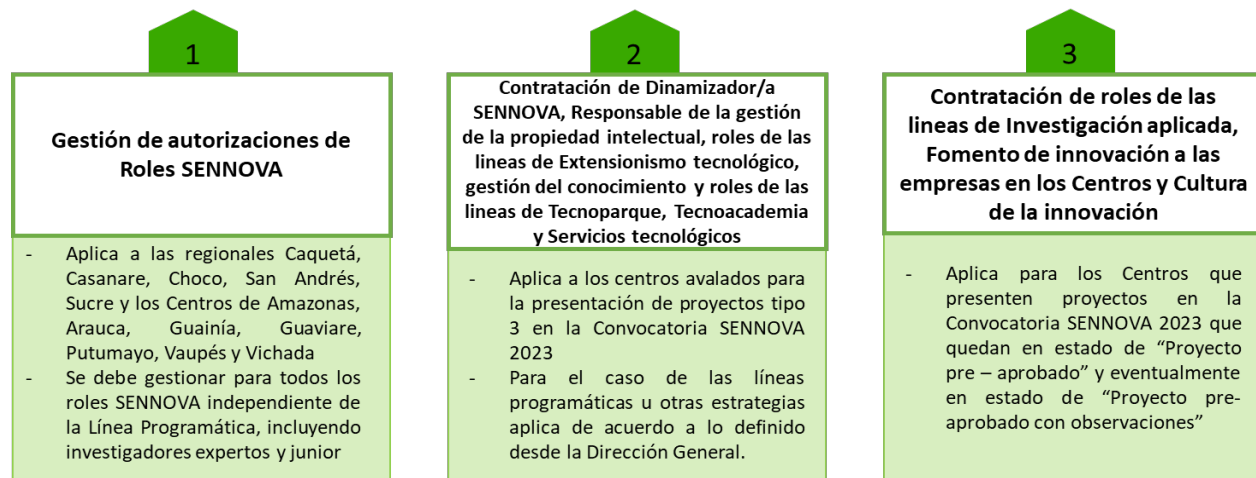 1
Gestión de autorizaciones de
Roles SENNOVA
- Aplica a las regionales Caquetá,
Casanare, Choco, San Andrés,
Sucre y los Centros de Amazonas,
Arauca, Guainía, Guaviare,
Putumayo, Vaupés y Vichada
- Se debe gestionar para todos los
roles SENNOVA independiente de
la Línea Programática, incluyendo
investigadores expertos y junior
2
Contratación de Dinamizador/a
SENNOVA, Responsable de la gestión
de la propiedad intelectual, roles de las
lineas de Extensionismo tecnológico,
gestión del conocimiento y roles de las
lineas de Tecnoparque, Tecnoacademia
y Servicios tecnológicos
- Aplica a los centros avalados para
la presentación de proyectos tipo
3 en la Convocatoria SENNOVA
2023
- Para el caso de las líneas
programáticas u otras estrategias
aplica de acuerdo a lo definido
desde la Dirección General.
3
Contratación de roles de las
lineas de Investigación aplicada,
Fomento de innovación a las
empresas en los Centros y Cultura
de la innovación
- Aplica para los Centros que
presenten proyectos en la
Convocatoria SENNOVA 2023 que
quedan en estado de “Proyecto
pre – aprobado” y eventualmente
en estado de “Proyecto pre-
aprobado con observaciones”